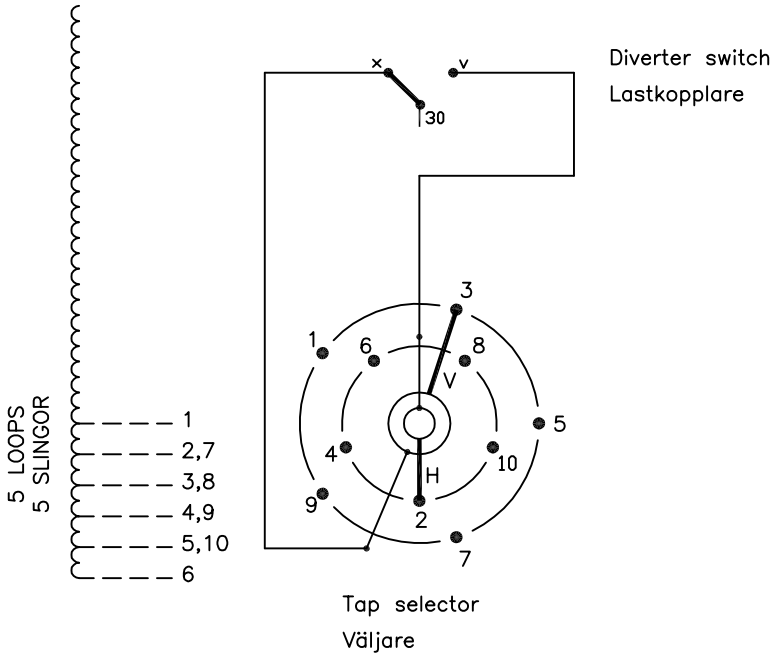 x
v
Diverter switch
Lastkopplare
30
3
1
6
8
V
5
4
10
H
9
2
7
5 LOOPS
5 SLINGOR
1
2,7
3,8
4,9
5,10
6
Tap selector
Väljare